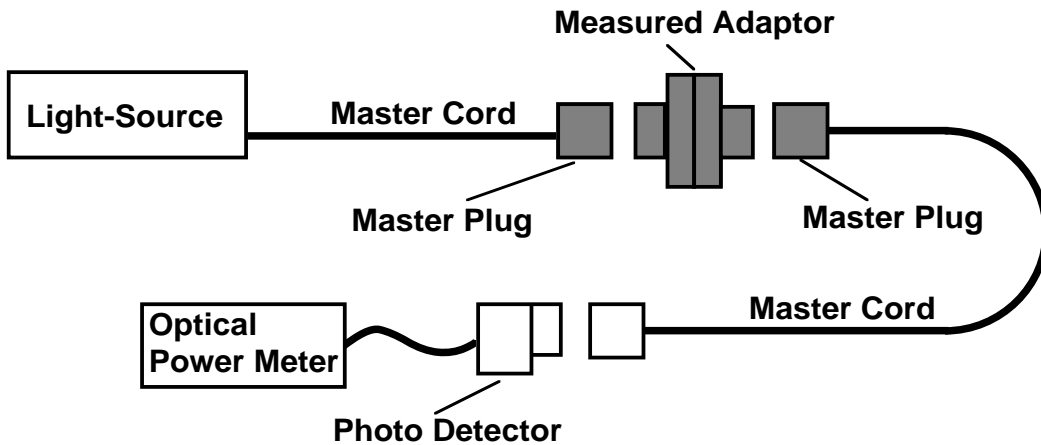 Measured Adaptor
Light-Source
Master Cord
Master Plug
Master Plug
Master Cord
Optical
Power Meter
Photo Detector